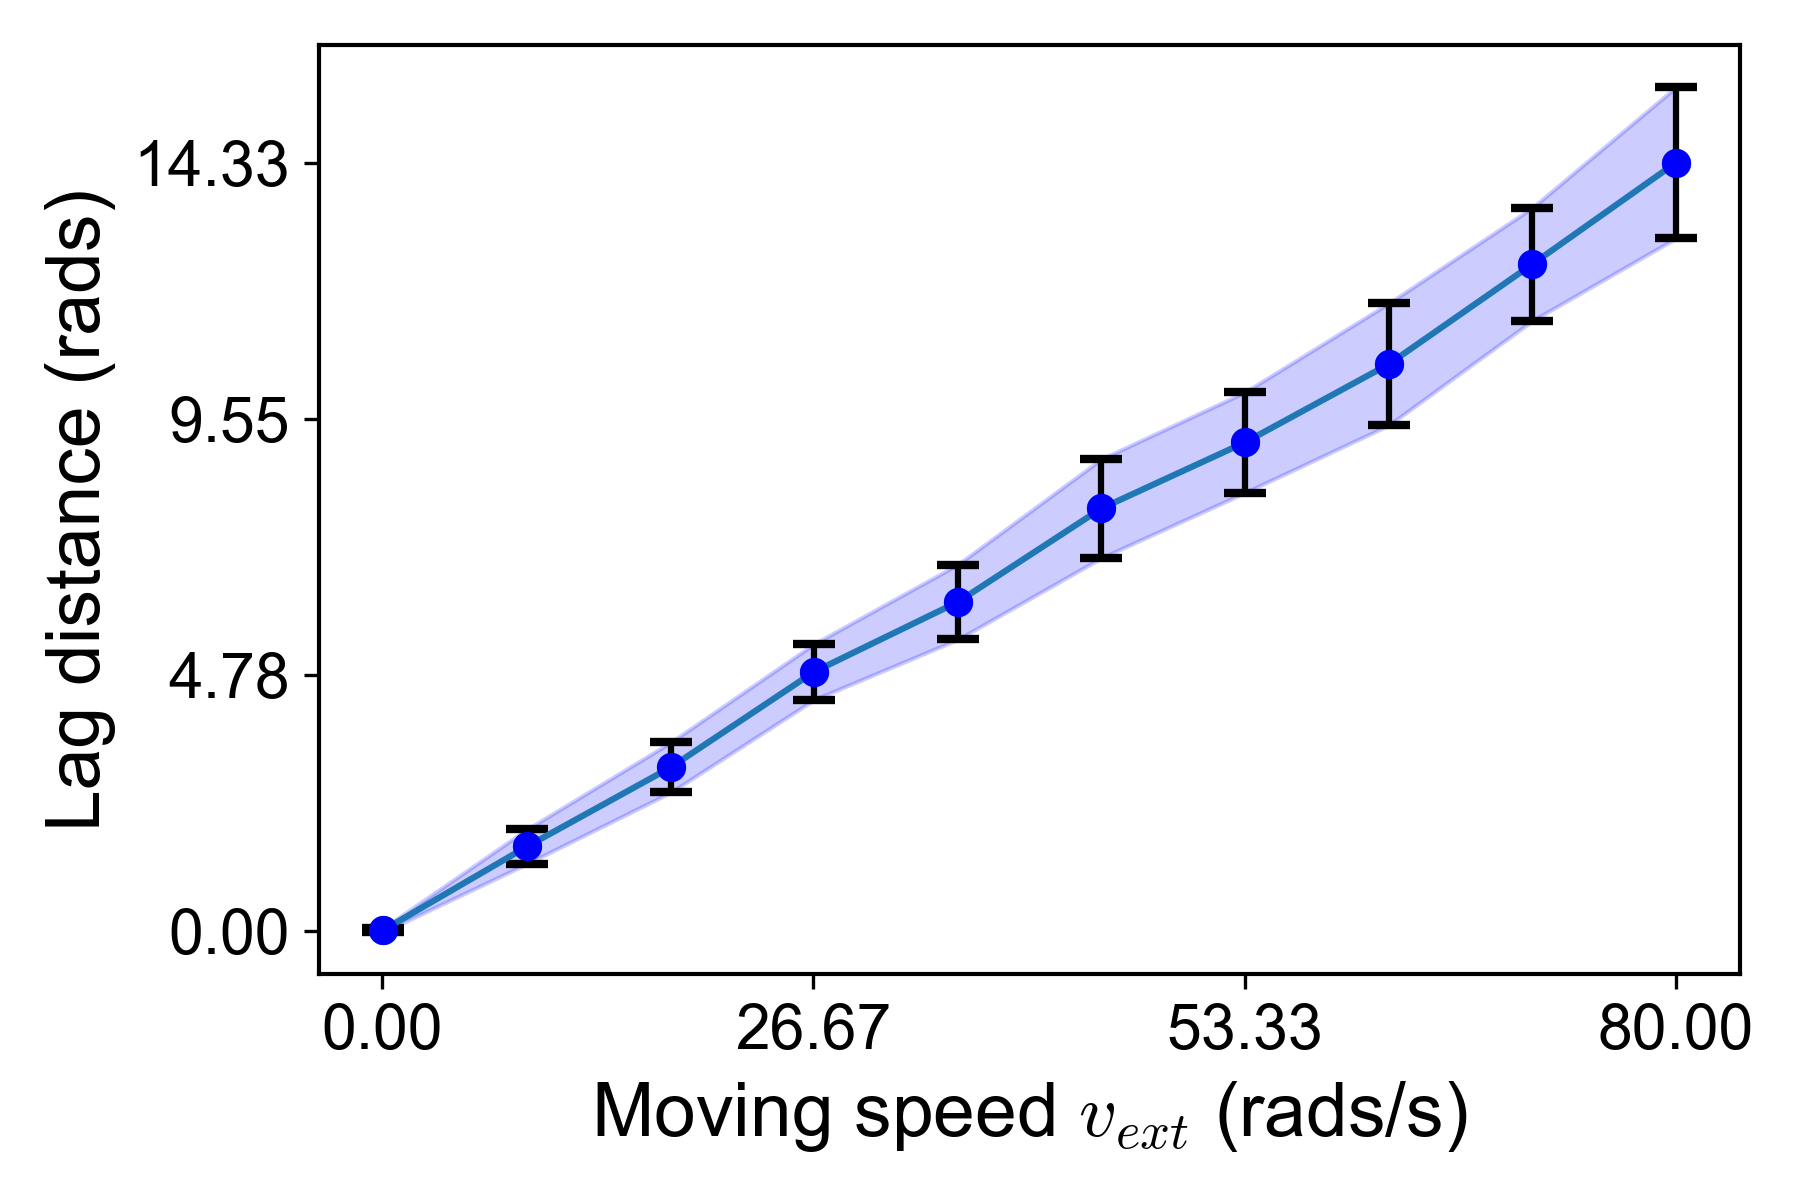 Lag distance (rads)
14.33
9.55
4.78
0.00
0.00 26.67 53.33 80.00
Moving speed v_ext (rads/s)